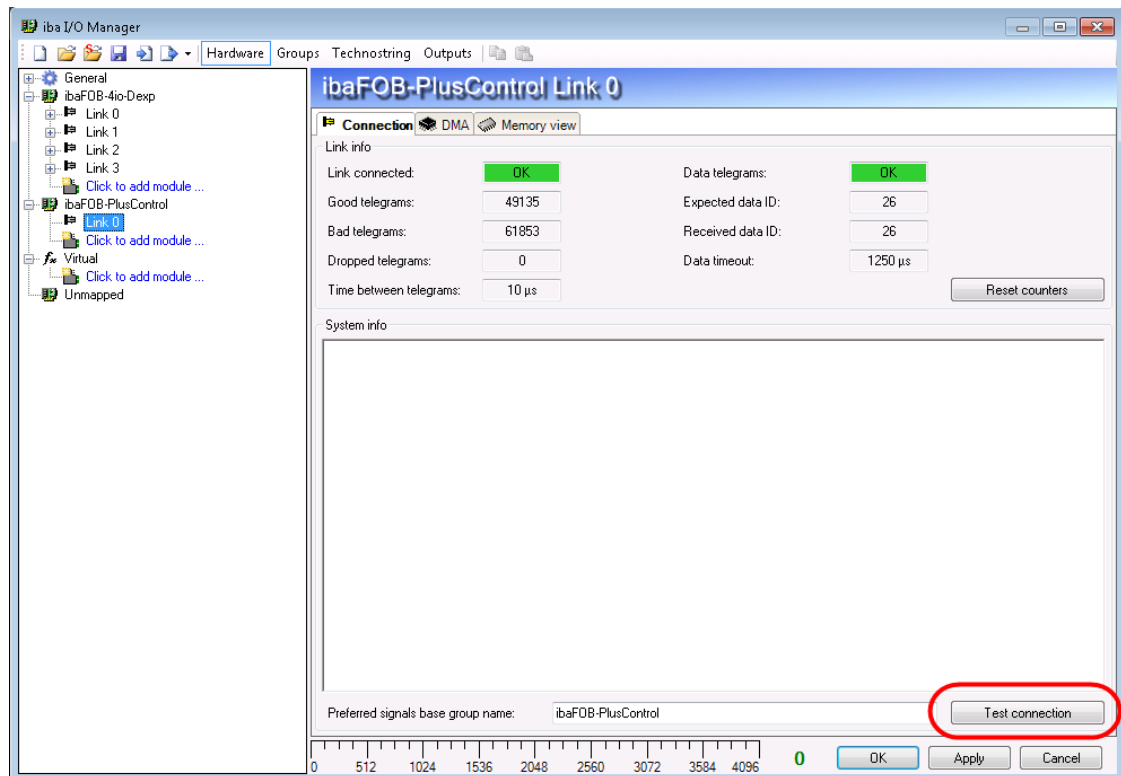 iba I/O Manager
Hardware Groups Technostring Outputs
General
ibaFOB-4io-Dexp
Link 0
Link 1
Link 2
Link 3
Click to add module ...
ibaFOB-PlusControl
Link 0
Click to add module ...
Virtual
Click to add module ...
Unmapped
ibaFOB-PlusControl Link 0
Connection DMA Memory view
Link info
Link connected: OK Data telegrams: OK
Good telegrams: 49135 Expected data ID: 26
Bad telegrams: 61853 Received data ID: 26
Dropped telegrams: 0 Data timeout: 1250 µs
Time between telegrams: 10 µs Reset counters
System info
Preferred signals base group name: ibaFOB-PlusControl Test connection
0 512 1024 1536 2048 2560 3072 3584 4096 0 OK Apply Cancel